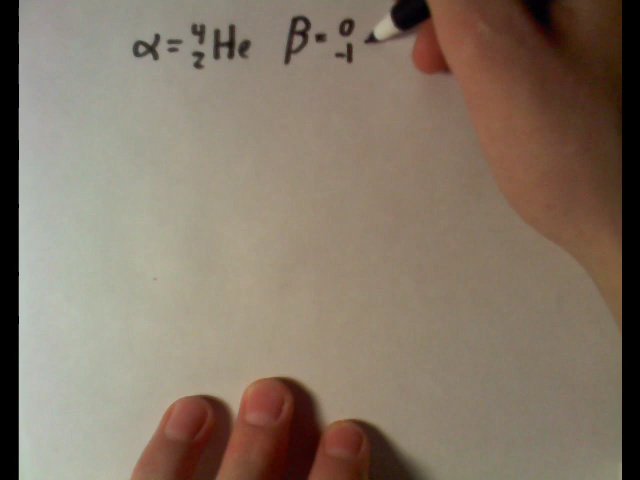 α = ⁴₂He β = ⁰₋₁